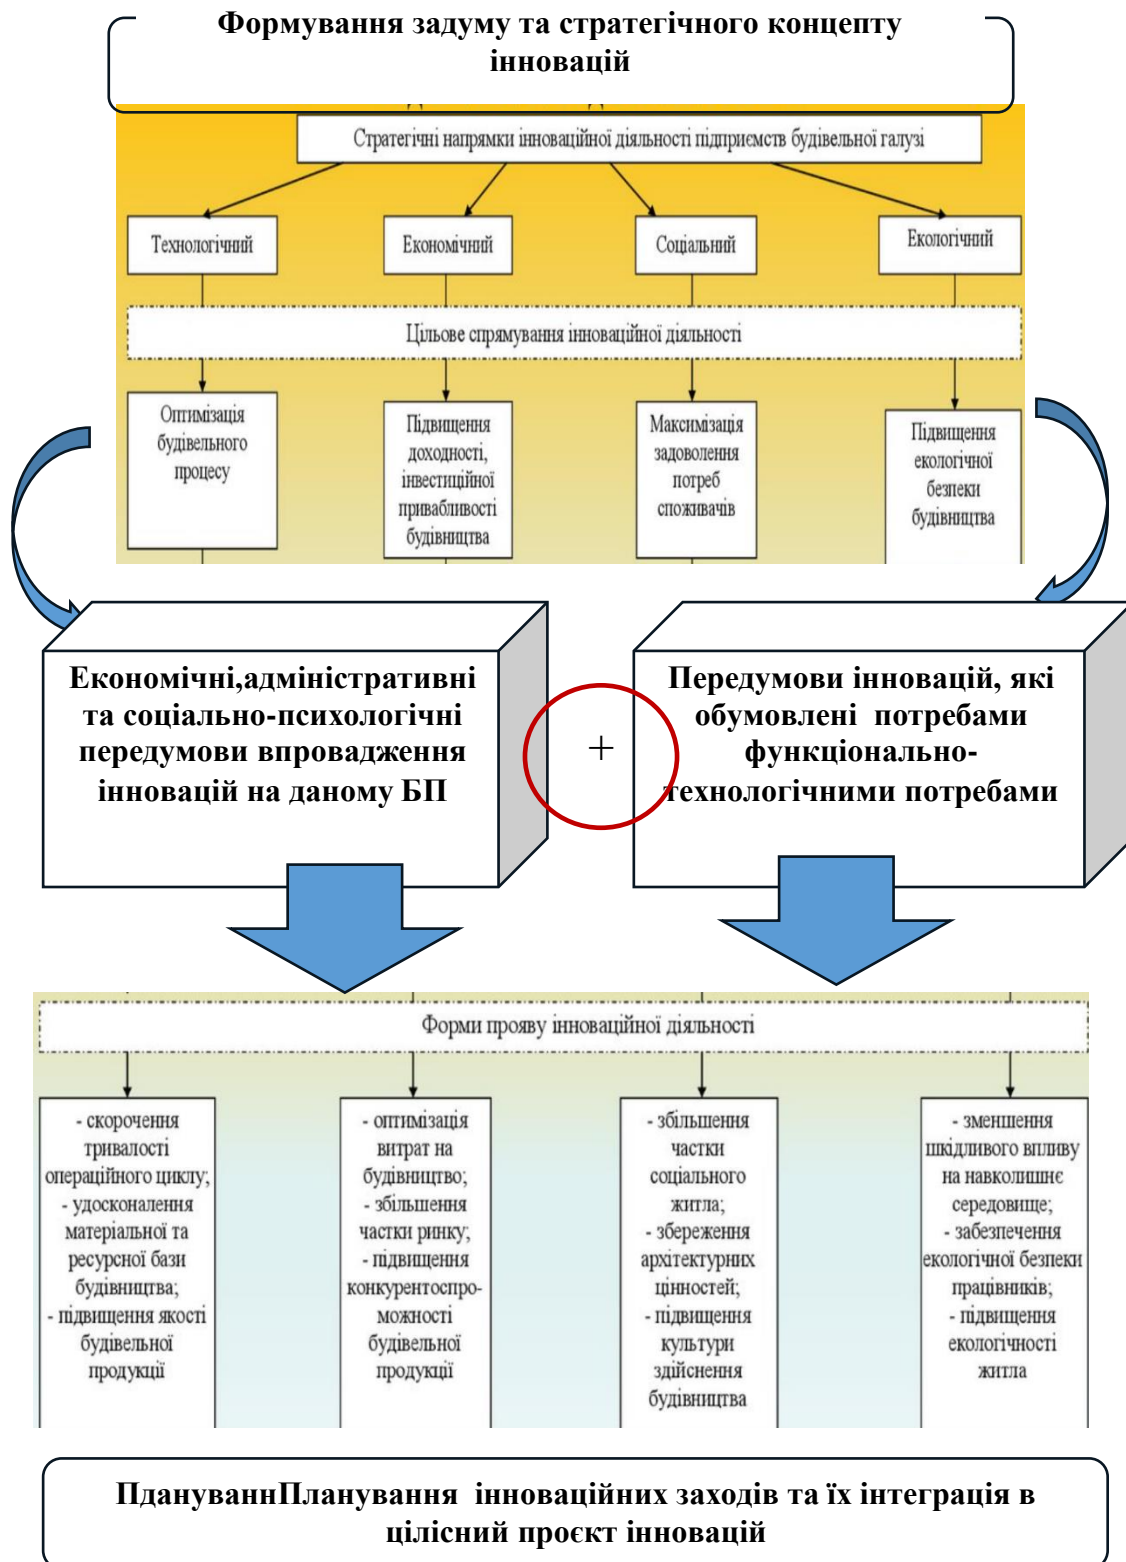 Формування задуму та стратегічного концепту
інновацій
Стратегічні напрямки інноваційної діяльності підприємств будівельної галузі
Технологічний
Економічний
Соціальний
Екологічний
Цільове спрямування інноваційної діяльності
Оптимізація
будівельного
процесу
Підвищення
доходності,
інвестиційної
привабливості
будівництва
Максимізація
задоволення
потреб
споживачів
Підвищення
екологічної
безпеки
будівництва
Економічні,адміністративні
та соціально-психологічні
передумови впровадження
інновацій на даному БП
+
Передумови інновацій, які
обумовлені потребами
функціонально-
технологічними потребами
Форми прояву інноваційної діяльності
- скорочення
тривалості
операційного циклу;
- удосконалення
матеріальної та
ресурсної бази
будівництва;
- підвищення якості
будівельної
продукції
- оптимізація
витрат на
будівництво;
- збільшення
частки ринку;
- підвищення
конкурентоспро-
можності
будівельної
продукції
- збільшення
частки
соціального
житла;
- збереження
архітектурних
цінностей;
- підвищення
культури
здійснення
будівництва
- зменшення
шкідливого впливу
на навколишнє
середовище;
- забезпечення
екологічної безпеки
працівників;
- підвищення
екологічності
житла
ПдануваннПланування інноваційних заходів та їх інтеграція в
цілісний проєкт інновацій